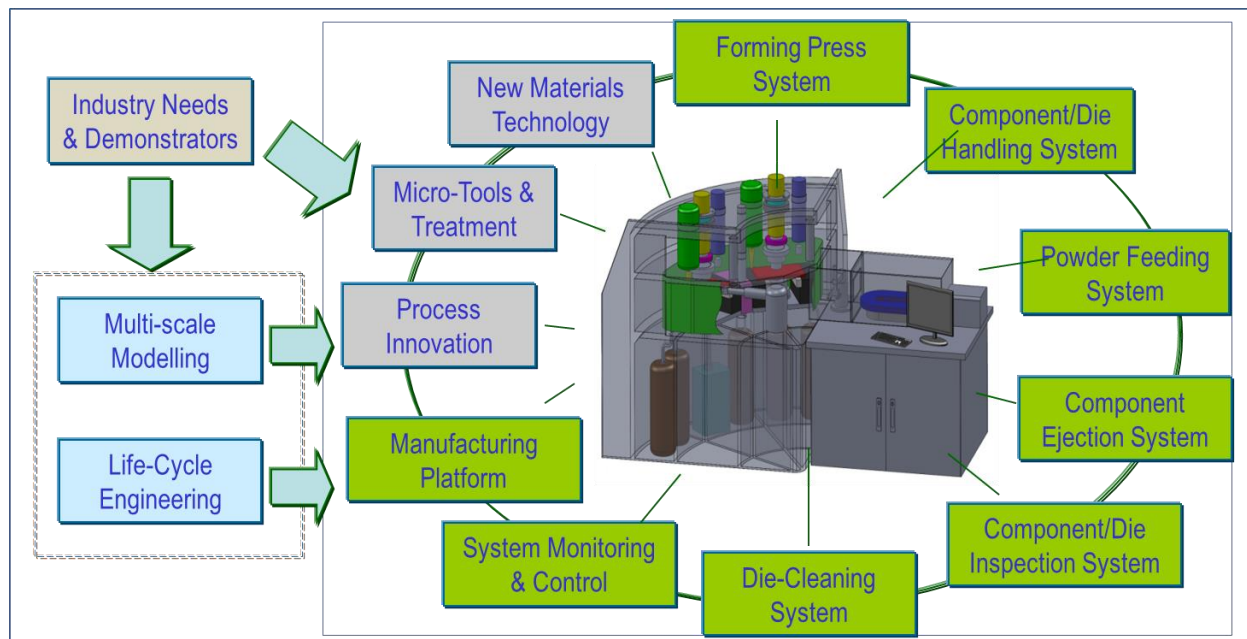 Industry Needs
& Demonstrators
Multi-scale
Modelling
Life-Cycle
Engineering
Forming Press
System
New Materials
Technology
Component/Die
Handling System
Micro-Tools &
Treatment
Powder Feeding
System
Process
Innovation
Component
Ejection System
Manufacturing
Platform
Component/Die
Inspection System
System Monitoring
& Control
Die-Cleaning
System